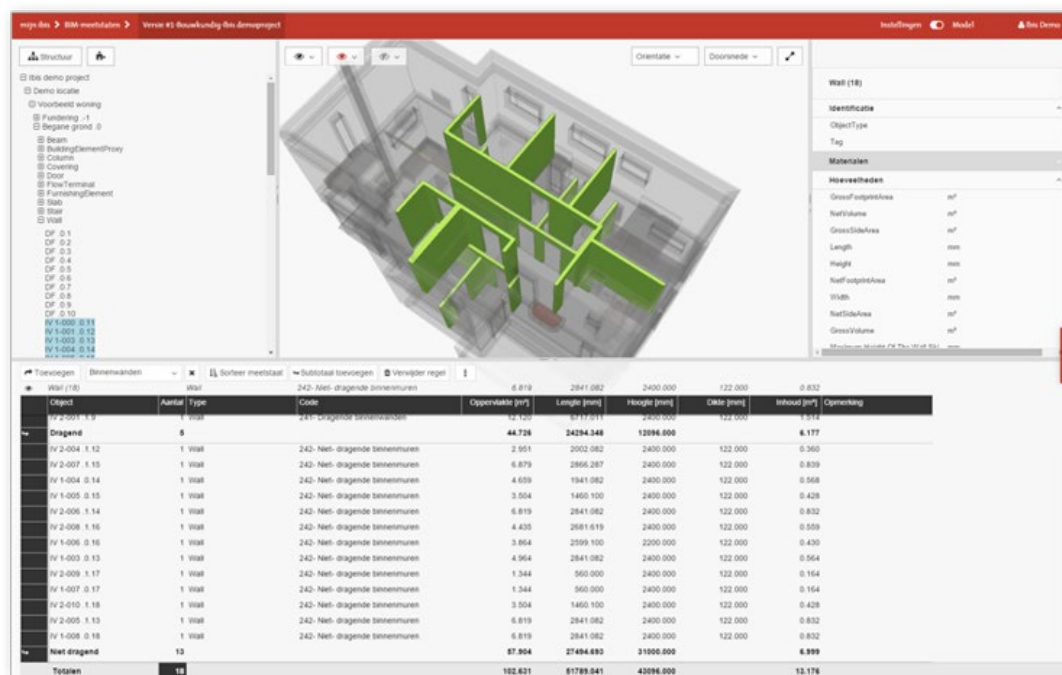 mijn ibis > BIM-meetstaten > Versie #1-Bouwkundig-Ibis demoproject
Instellingen Model Ibis Demo
Structuur
Orientatie Doorsnede
Ibis demo project
Demo locatie
Voorbeeld woning
Fundering .-1
Begane grond .0
Beam
BuildingElementProxy
Column
Covering
Door
FlowTerminal
FurnishingElement
Slab
Stair
Wall
DF .0.1
DF .0.2
DF .0.3
DF .0.4
DF .0.5
DF .0.6
DF .0.7
DF .0.8
DF .0.9
DF .0.10
IV 1-000 .0.11
IV 1-001 .0.12
IV 1-003 .0.13
IV 1-004 .0.14
Wall (18)
Identificatie
ObjectType
Tag
Materialen
Hoeveelheden
GrossFootprintArea m²
NetVolume m³
GrossSideArea m²
Length mm
Height mm
NetFootprintArea m²
Width mm
NetSideArea m²
GrossVolume m³
Toevoegen Binnenwanden Sorteer meetstaat Subtotaal toevoegen Verwijder regel
Wall (18) Wall 242- Niet- dragende binnenmuren 6.819 2841.082 2400.000 122.000 0.832
Object Aantal Type Code Oppervlakte [m²] Lengte [mm] Hoogte [mm] Dikte [mm] Inhoud [m³] Opmerking
IV 2-001 .1.9 1 Wall 241- Dragende binnenwanden 12.120 6717.011 2400.000 122.000 1.514
Dragend 5 44.726 24294.348 12096.000 6.177
IV 2-004 .1.12 1 Wall 242- Niet- dragende binnenmuren 2.951 2002.082 2400.000 122.000 0.360
IV 2-007 .1.15 1 Wall 242- Niet- dragende binnenmuren 6.879 2866.287 2400.000 122.000 0.839
IV 1-004 .0.14 1 Wall 242- Niet- dragende binnenmuren 4.659 1941.082 2400.000 122.000 0.568
IV 1-005 .0.15 1 Wall 242- Niet- dragende binnenmuren 3.504 1460.100 2400.000 122.000 0.428
IV 2-006 .1.14 1 Wall 242- Niet- dragende binnenmuren 6.819 2841.082 2400.000 122.000 0.832
IV 2-008 .1.16 1 Wall 242- Niet- dragende binnenmuren 4.435 2681.619 2400.000 122.000 0.559
IV 1-006 .0.16 1 Wall 242- Niet- dragende binnenmuren 3.864 2599.100 2200.000 122.000 0.430
IV 1-003 .0.13 1 Wall 242- Niet- dragende binnenmuren 4.964 2841.082 2400.000 122.000 0.564
IV 2-009 .1.17 1 Wall 242- Niet- dragende binnenmuren 1.344 560.000 2400.000 122.000 0.164
IV 1-007 .0.17 1 Wall 242- Niet- dragende binnenmuren 1.344 560.000 2400.000 122.000 0.164
IV 2-010 .1.18 1 Wall 242- Niet- dragende binnenmuren 3.504 1460.100 2400.000 122.000 0.428
IV 2-005 .1.13 1 Wall 242- Niet- dragende binnenmuren 6.819 2841.082 2400.000 122.000 0.832
IV 1-008 .0.18 1 Wall 242- Niet- dragende binnenmuren 6.819 2841.082 2400.000 122.000 0.832
Niet dragend 13 57.904 27494.693 31000.000 6.999
Totalen 18 102.631 51789.041 43096.000 13.176